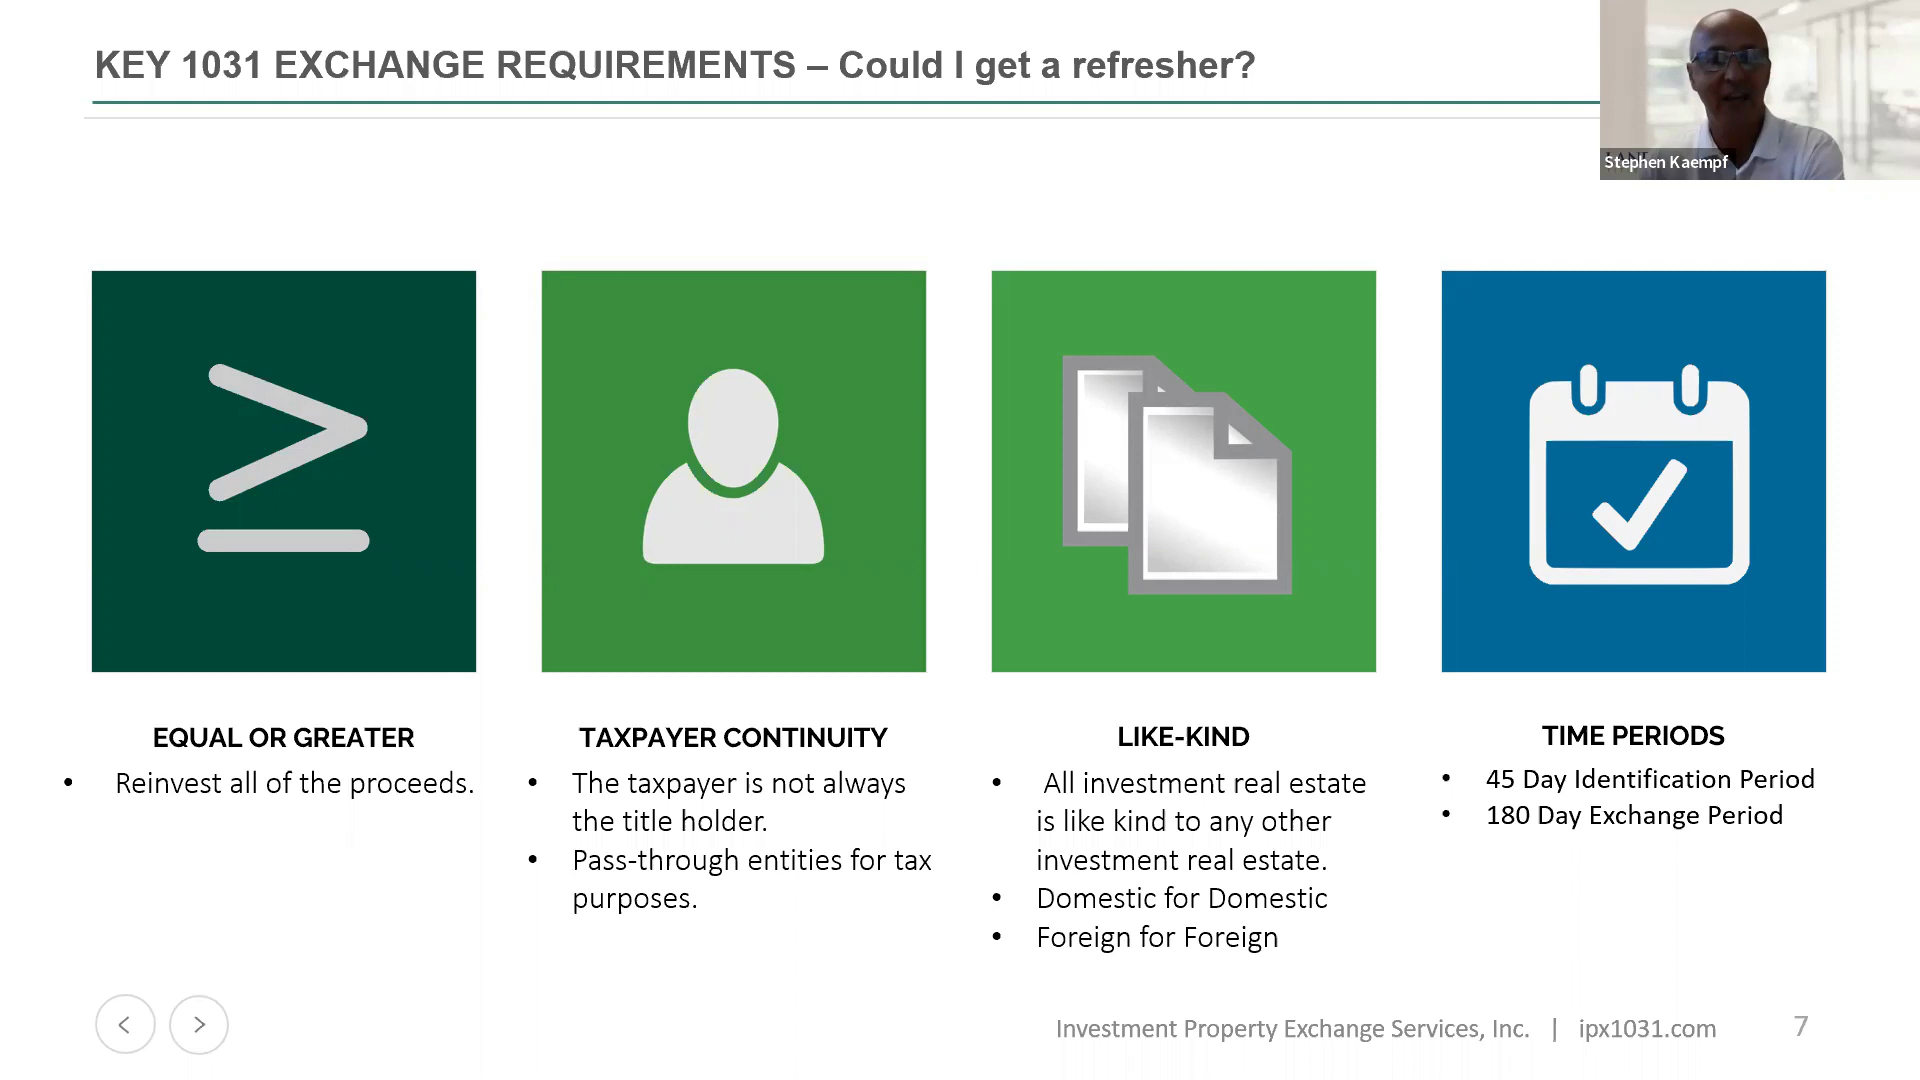 KEY 1031 EXCHANGE REQUIREMENTS – Could I get a refresher?
Stephen Kaempf
EQUAL OR GREATER
• Reinvest all of the proceeds.
TAXPAYER CONTINUITY
• The taxpayer is not always
the title holder.
• Pass-through entities for tax
purposes.
LIKE-KIND
• All investment real estate
is like kind to any other
investment real estate.
• Domestic for Domestic
• Foreign for Foreign
TIME PERIODS
• 45 Day Identification Period
• 180 Day Exchange Period
Investment Property Exchange Services, Inc. | ipx1031.com 7